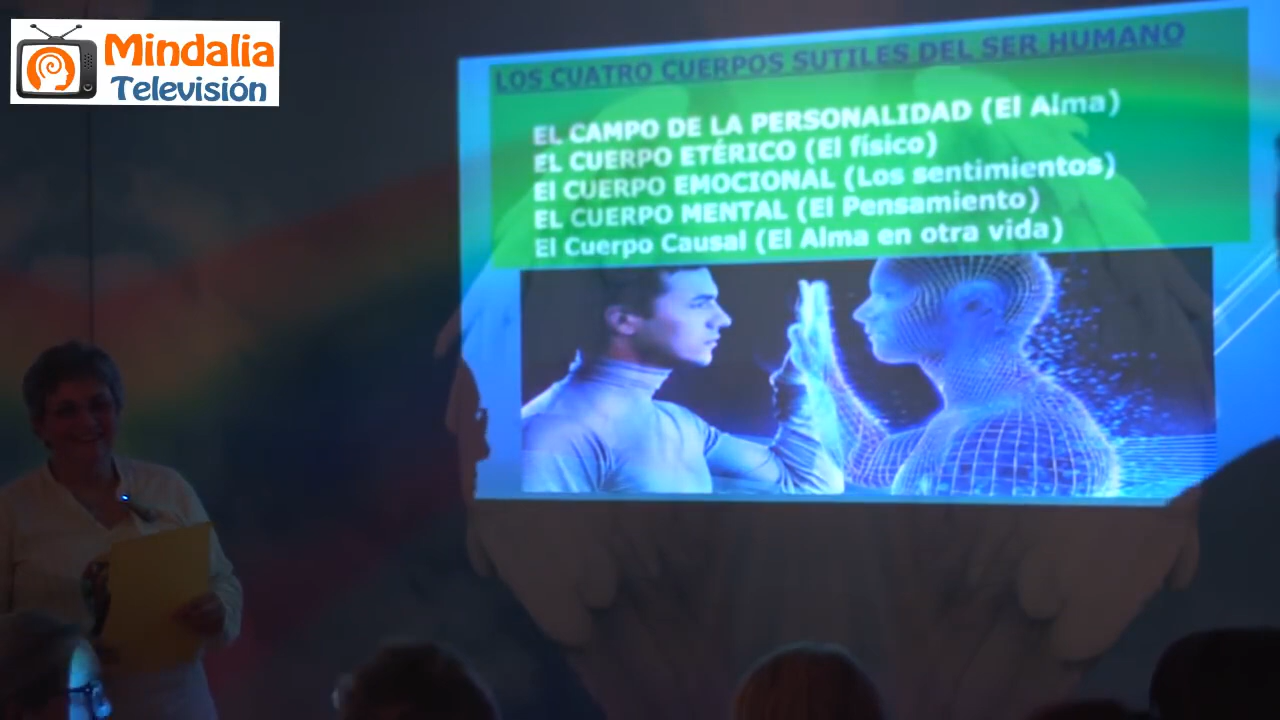 Mindalia
Televisión
LOS CUATRO CUERPOS SUTILES DEL SER HUMANO
EL CAMPO DE LA PERSONALIDAD (El Alma)
EL CUERPO ETÉRICO (El físico)
El CUERPO EMOCIONAL (Los sentimientos)
EL CUERPO MENTAL (El Pensamiento)
El Cuerpo Causal (El Alma en otra vida)